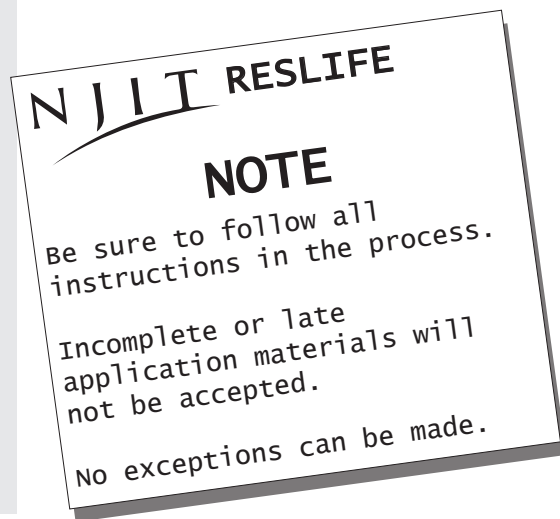 NJIT RESLIFE
NOTE
Be sure to follow all
instructions in the process.
Incomplete or late
application materials will
not be accepted.
No exceptions can be made.